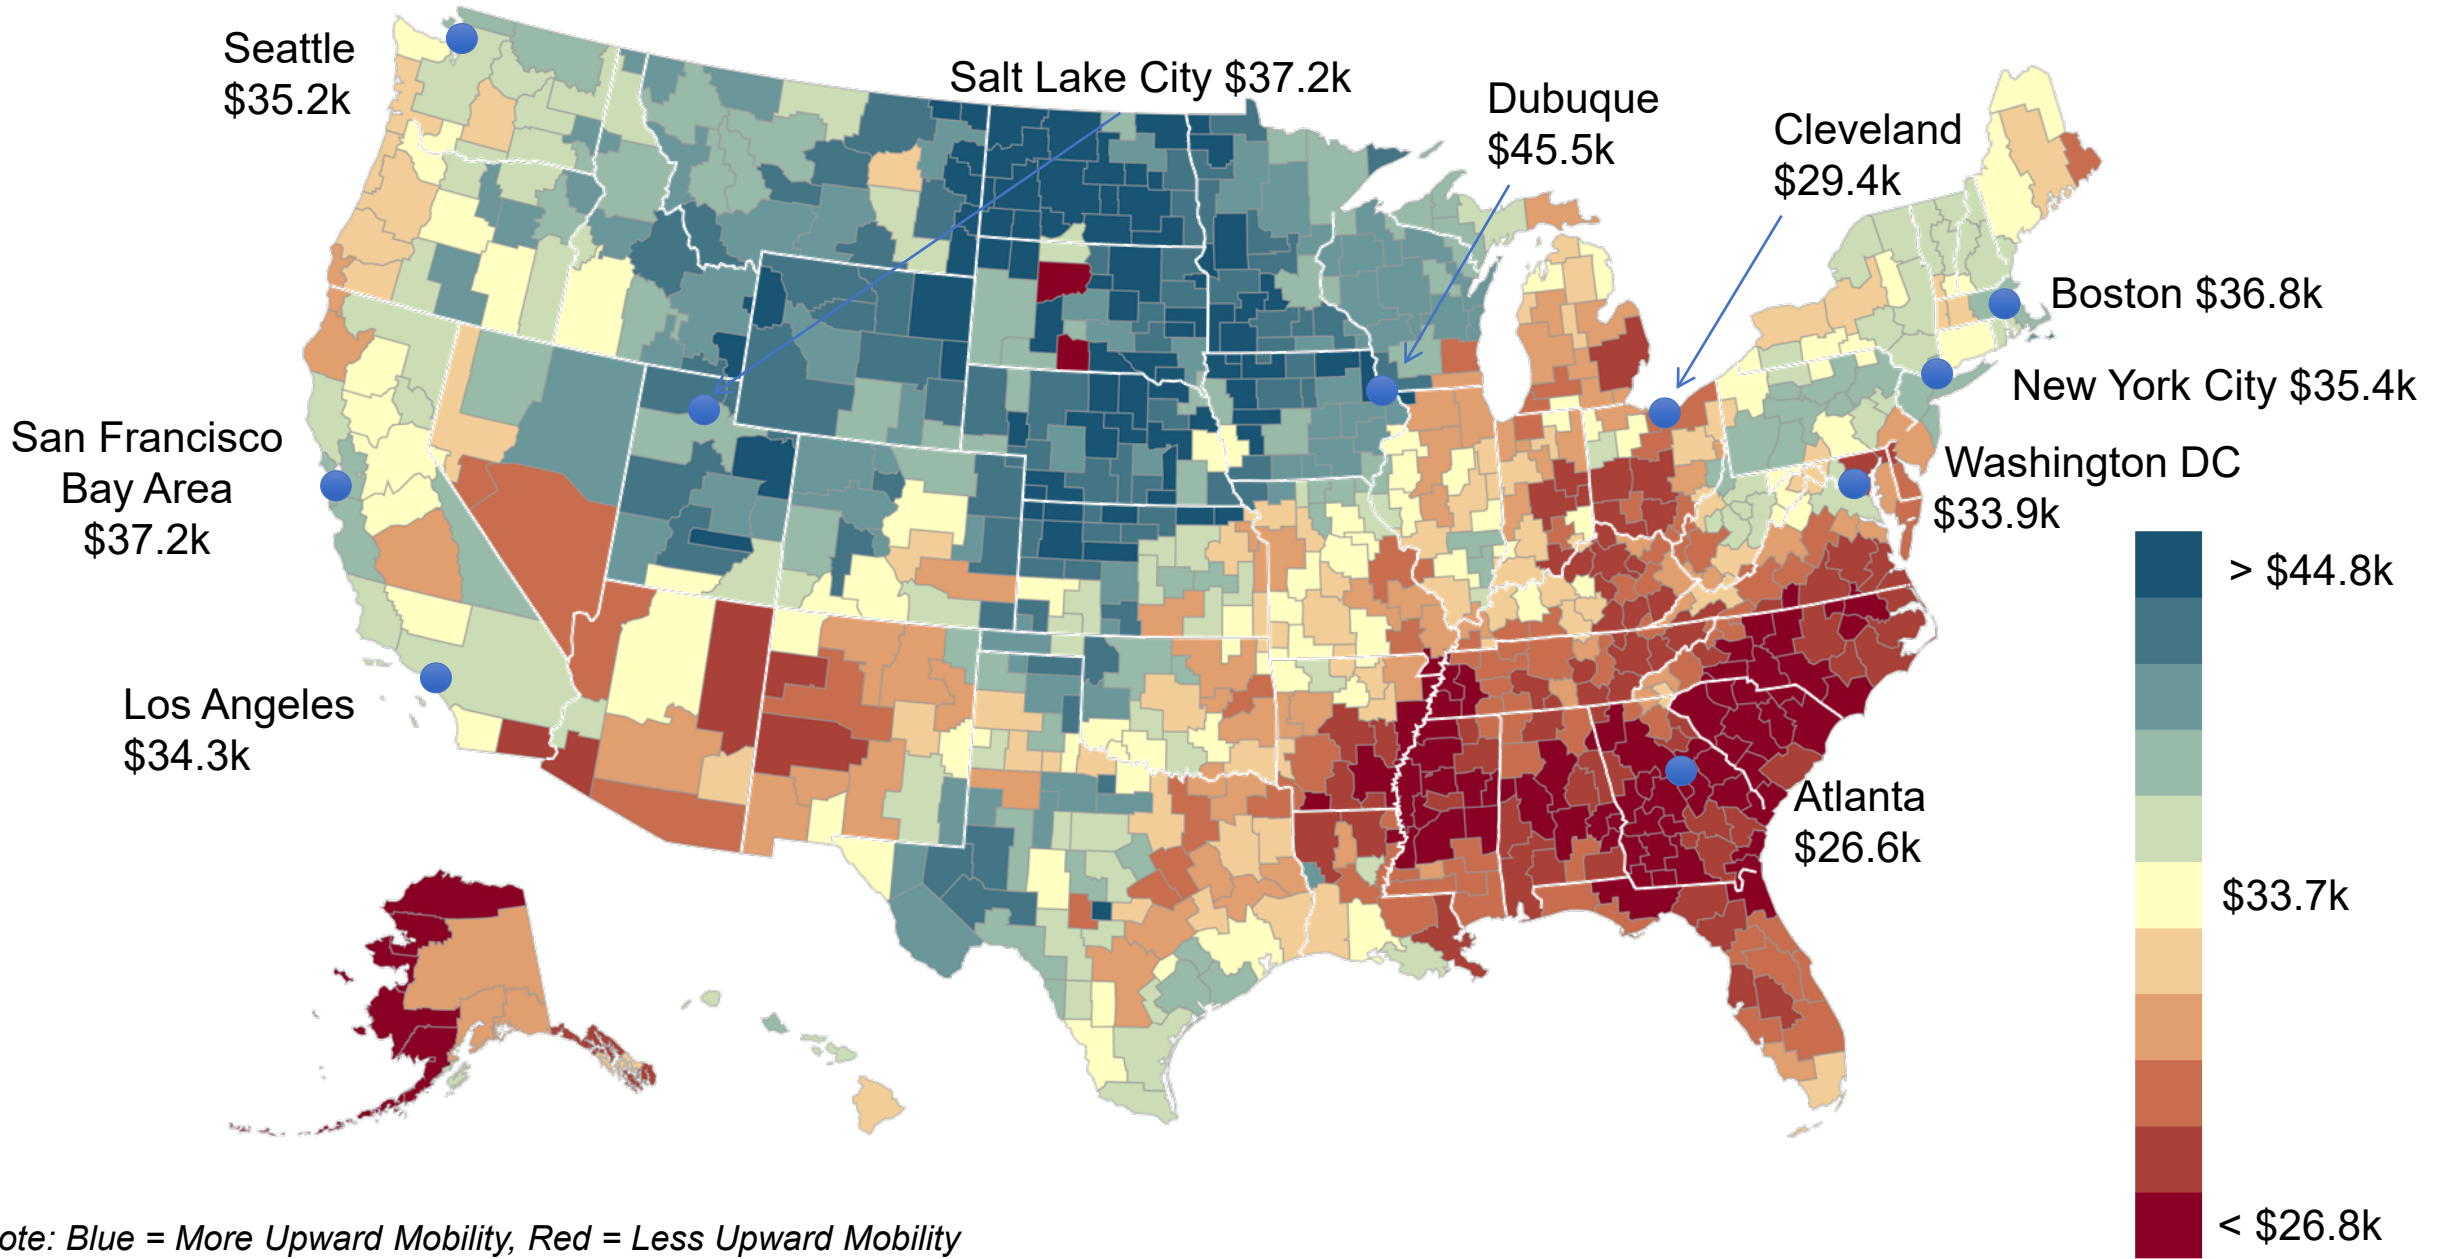 Seattle
$35.2k
Salt Lake City $37.2k
Dubuque
$45.5k
Cleveland
$29.4k
Boston $36.8k
New York City $35.4k
San Francisco
Bay Area
$37.2k
Washington DC
$33.9k
Los Angeles
$34.3k
Atlanta
$26.6k
> $44.8k
$33.7k
< $26.8k
ote: Blue = More Upward Mobility, Red = Less Upward Mobility